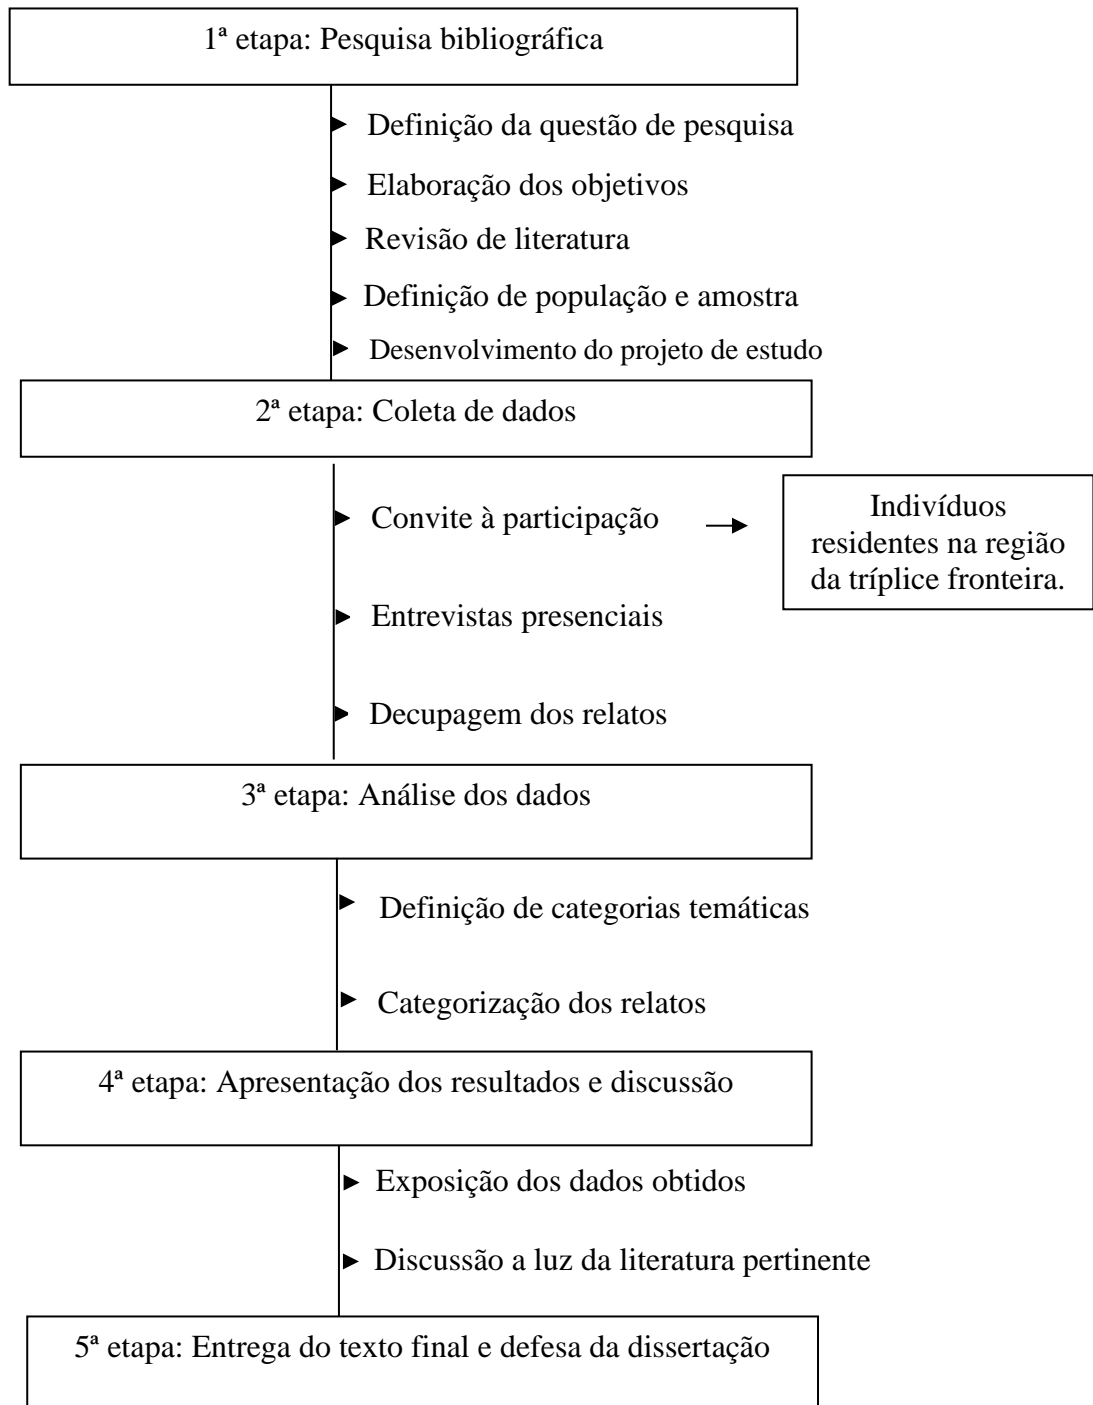 1ª etapa: Pesquisa bibliográfica
Definição da questão de pesquisa
Elaboração dos objetivos
Revisão de literatura
Definição de população e amostra
Desenvolvimento do projeto de estudo
2ª etapa: Coleta de dados
Convite à participação
Indivíduos
residentes na região
da tríplice fronteira.
Entrevistas presenciais
Decupagem dos relatos
3ª etapa: Análise dos dados
Definição de categorias temáticas
Categorização dos relatos
4ª etapa: Apresentação dos resultados e discussão
Exposição dos dados obtidos
Discussão a luz da literatura pertinente
5ª etapa: Entrega do texto final e defesa da dissertação